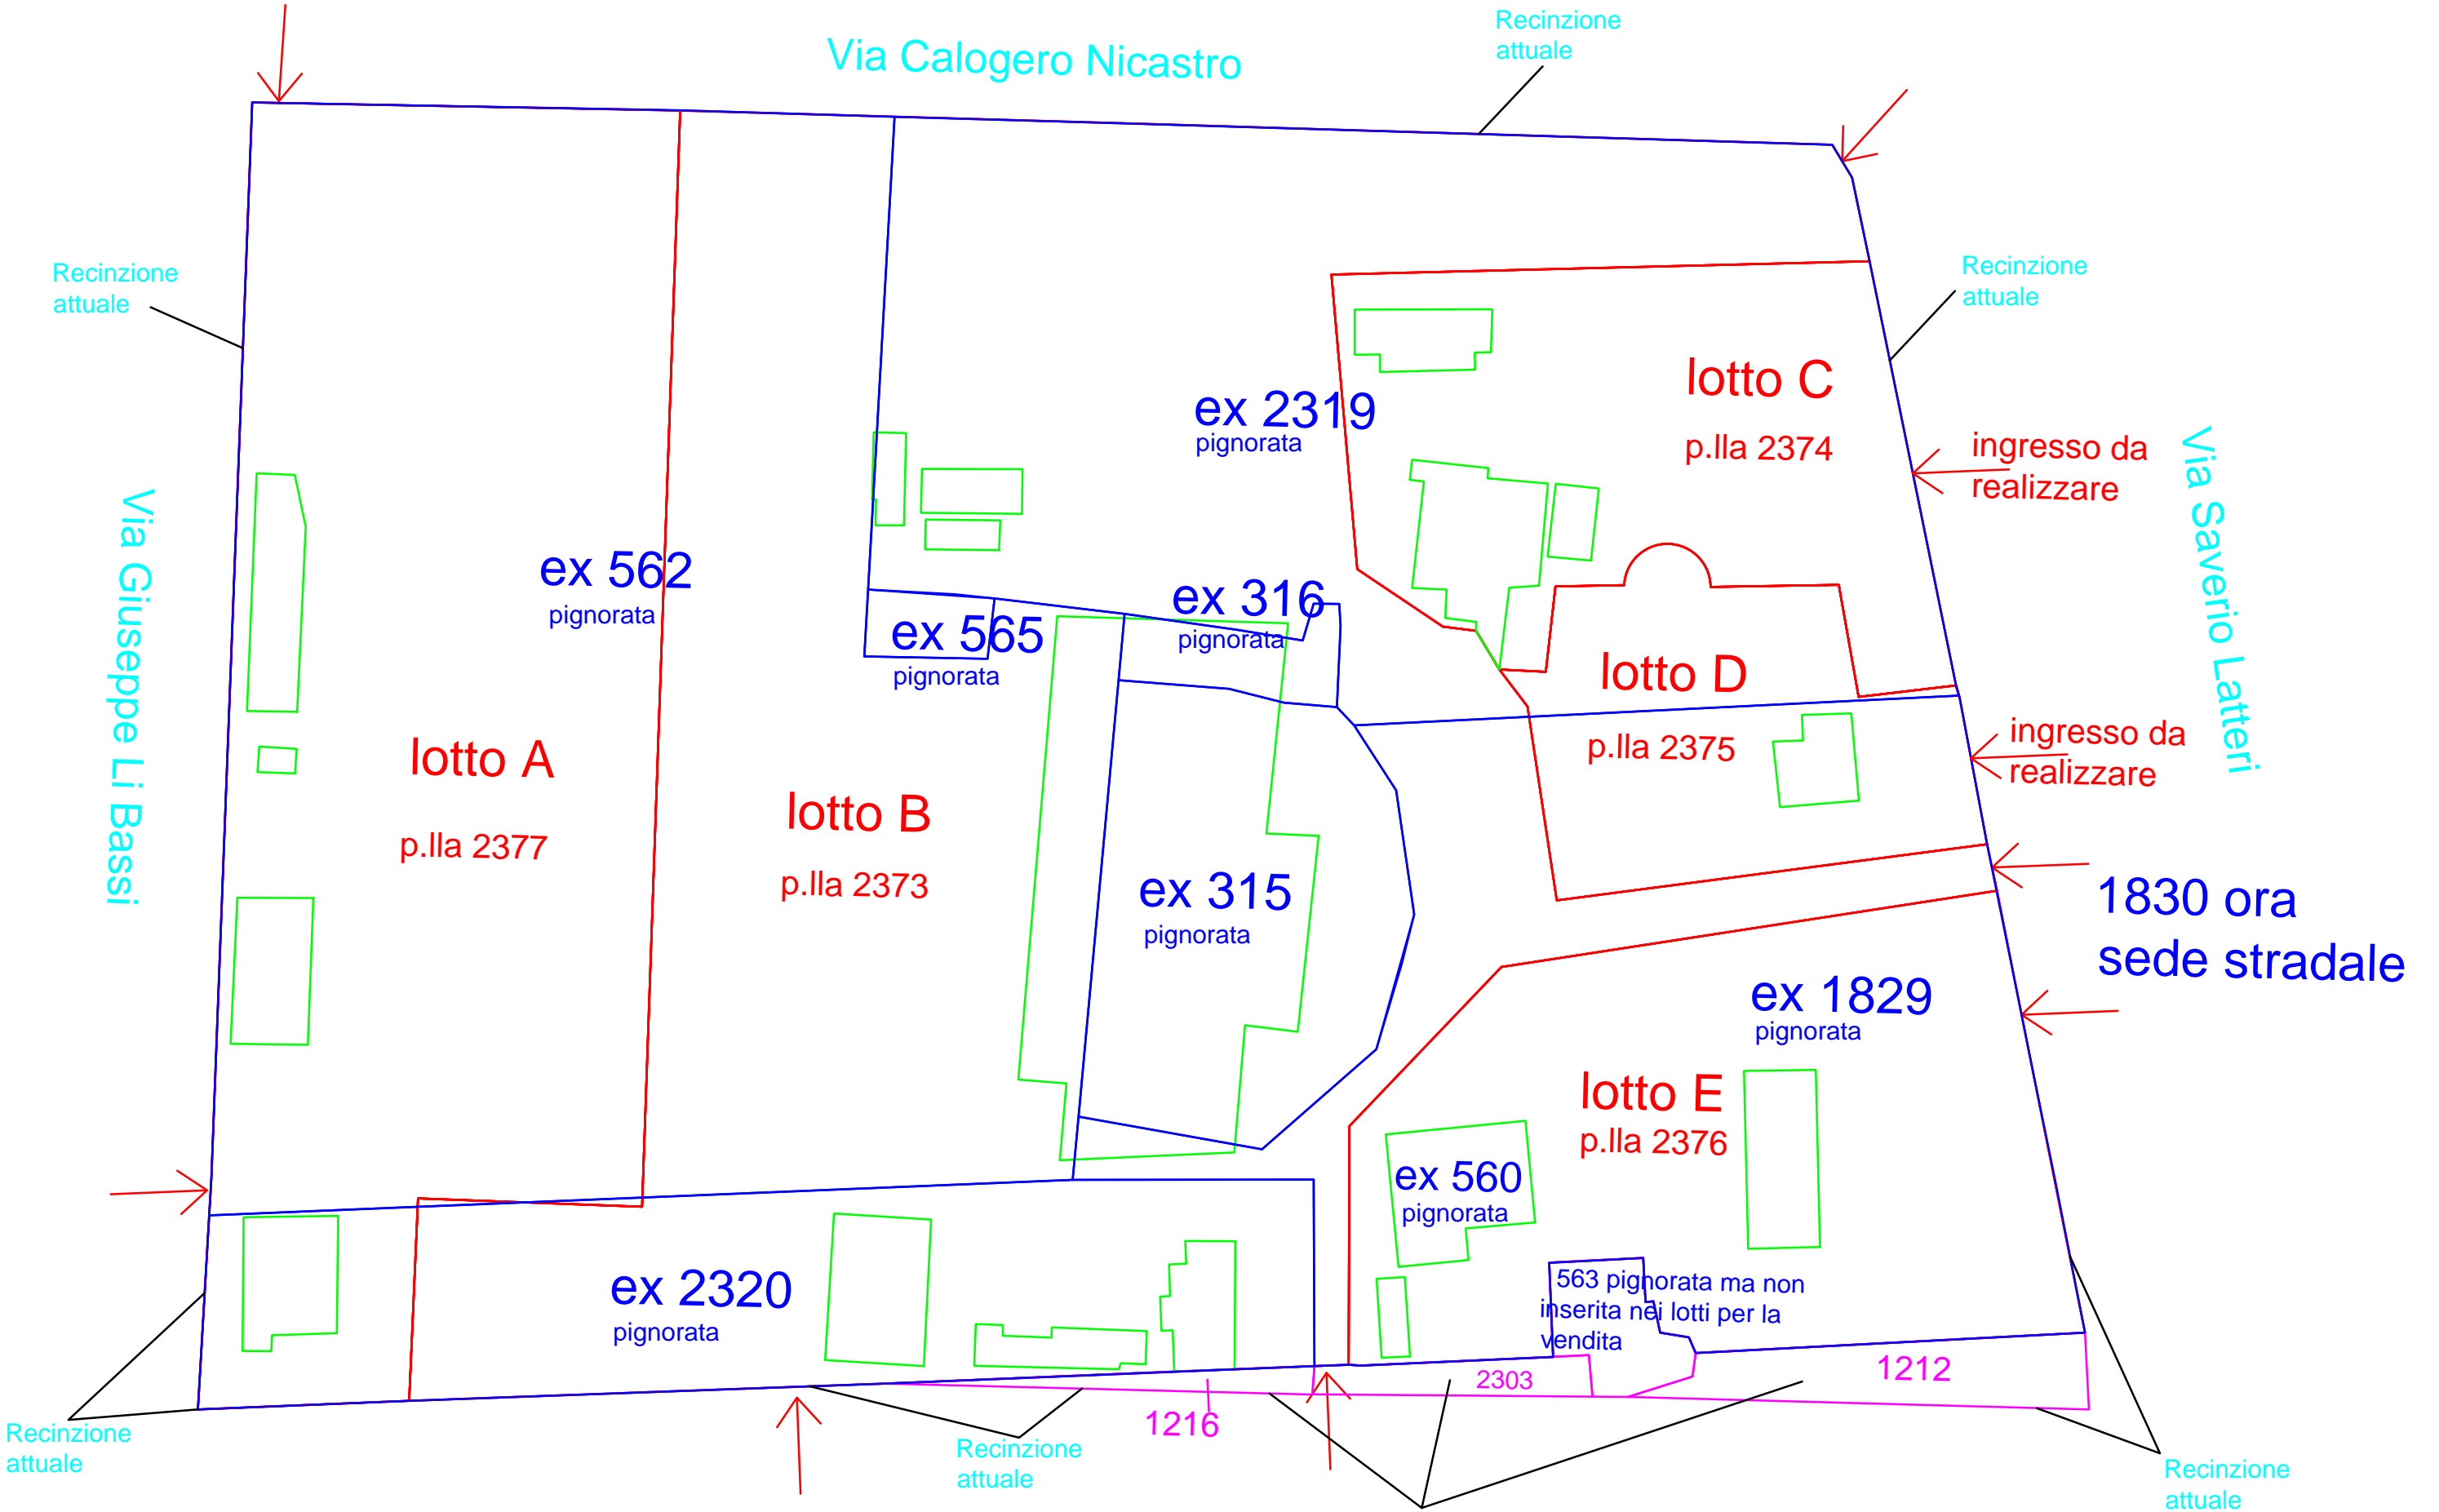 Recinzione
attuale
Via Calogero Nicastro
Recinzione
attuale
Recinzione
attuale
lotto C
ex 2319
pignorata
p.lla 2374
ingresso da
realizzare
Via Saverio Latteri
Via Giuseppe Li Bassi
ex 562
pignorata
ex 316
pignorata
ex 565
pignorata
lotto D
p.lla 2375
ingresso da
realizzare
lotto A
p.lla 2377
lotto B
p.lla 2373
ex 315
pignorata
1830 ora
sede stradale
ex 1829
pignorata
lotto E
p.lla 2376
ex 560
pignorata
ex 2320
pignorata
563 pignorata ma non
inserita nei lotti per la
vendita
2303
1212
1216
Recinzione
attuale
Recinzione
attuale
Recinzione
attuale